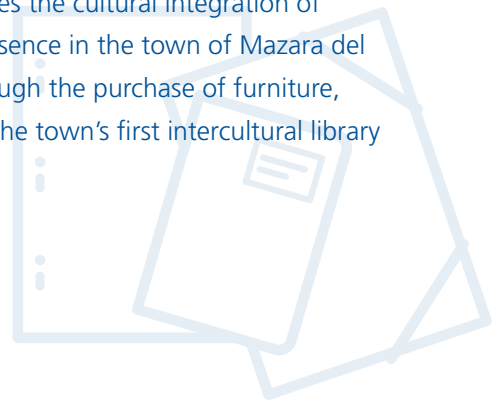 es the cultural integration of
sence in the town of Mazara del
ugh the purchase of furniture,
he town’s first intercultural library